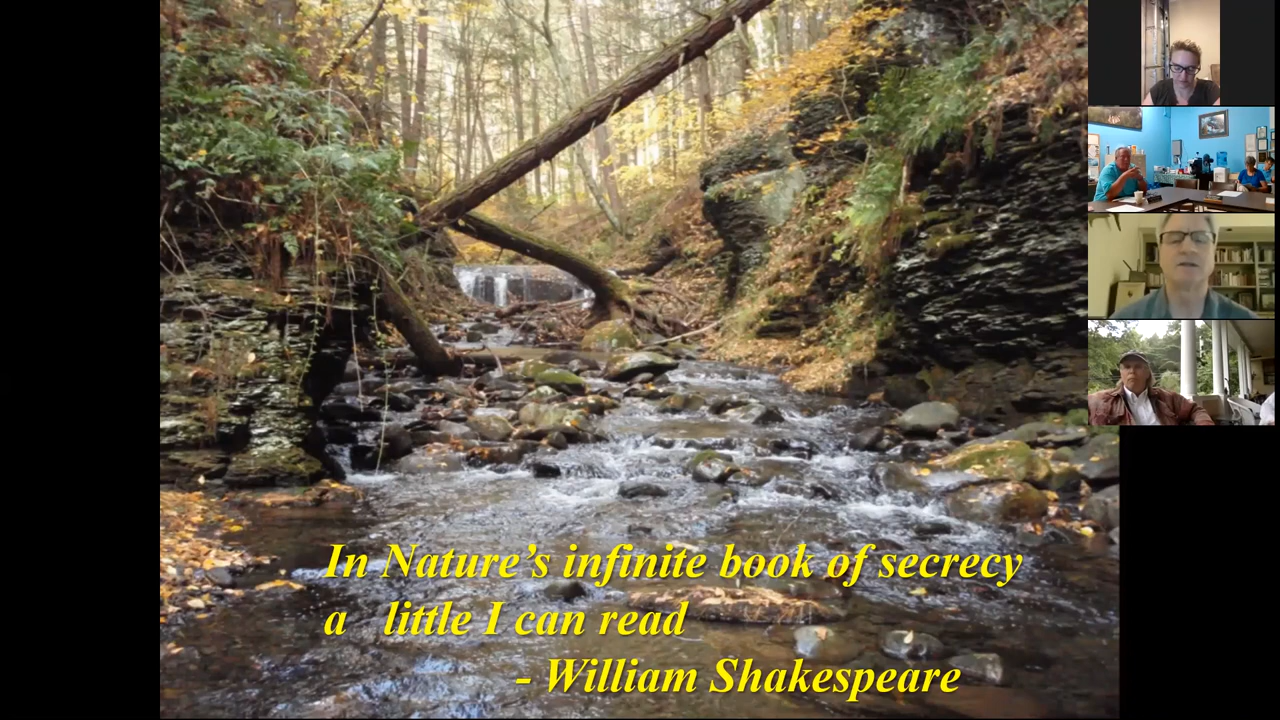 In Nature's infinite book of secrecy
a little I can read
- William Shakespeare